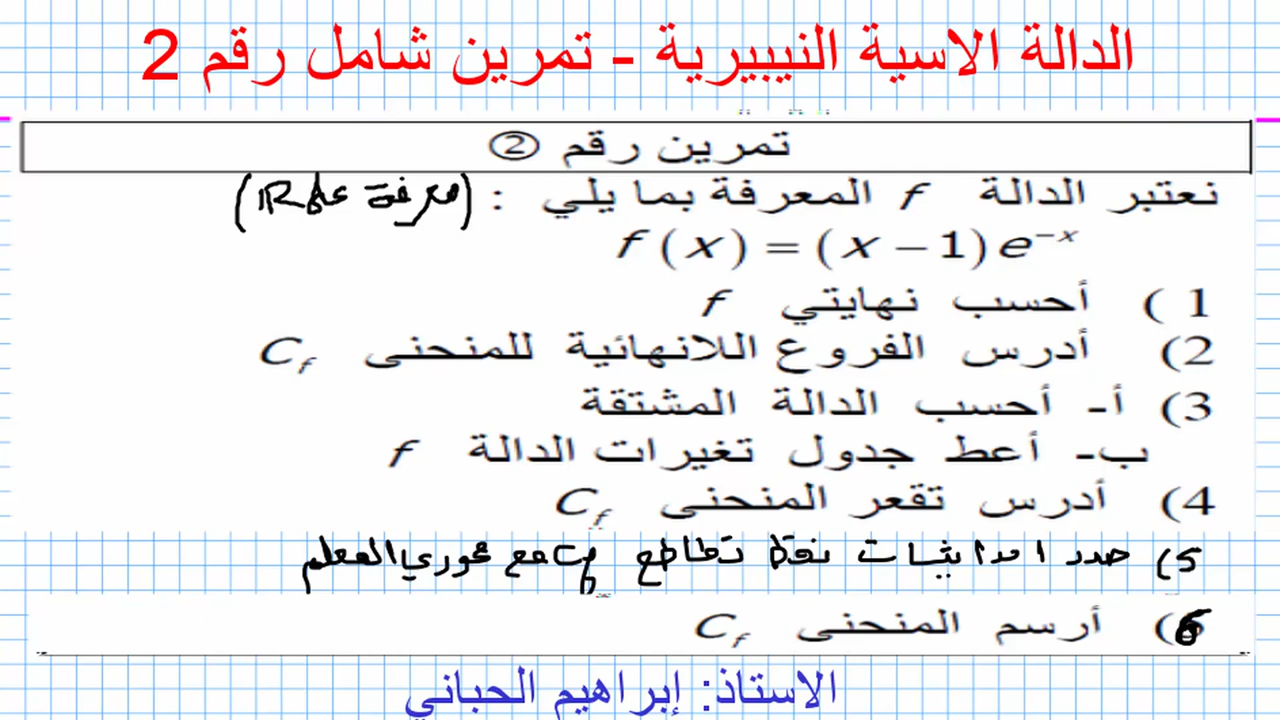 الدالة الاسية النيبيرية - تمرين شامل رقم 2
تمرين رقم ②
نعتبر الدالة f المعرفة بما يلي : (معرفة على IR)
f(x) = (x − 1)e^{−x}
1) أحسب نهايتي f
2) أدرس الفروع اللانهائية للمنحنى C_f
3) أ- أحسب الدالة المشتقة
ب- أعط جدول تغيرات الدالة f
4) أدرس تقعر المنحنى C_f
5) حدد احداثيات نقط تقاطع C_f مع محوري المعلم
6) أرسم المنحنى C_f
الاستاذ: إبراهيم الحباني